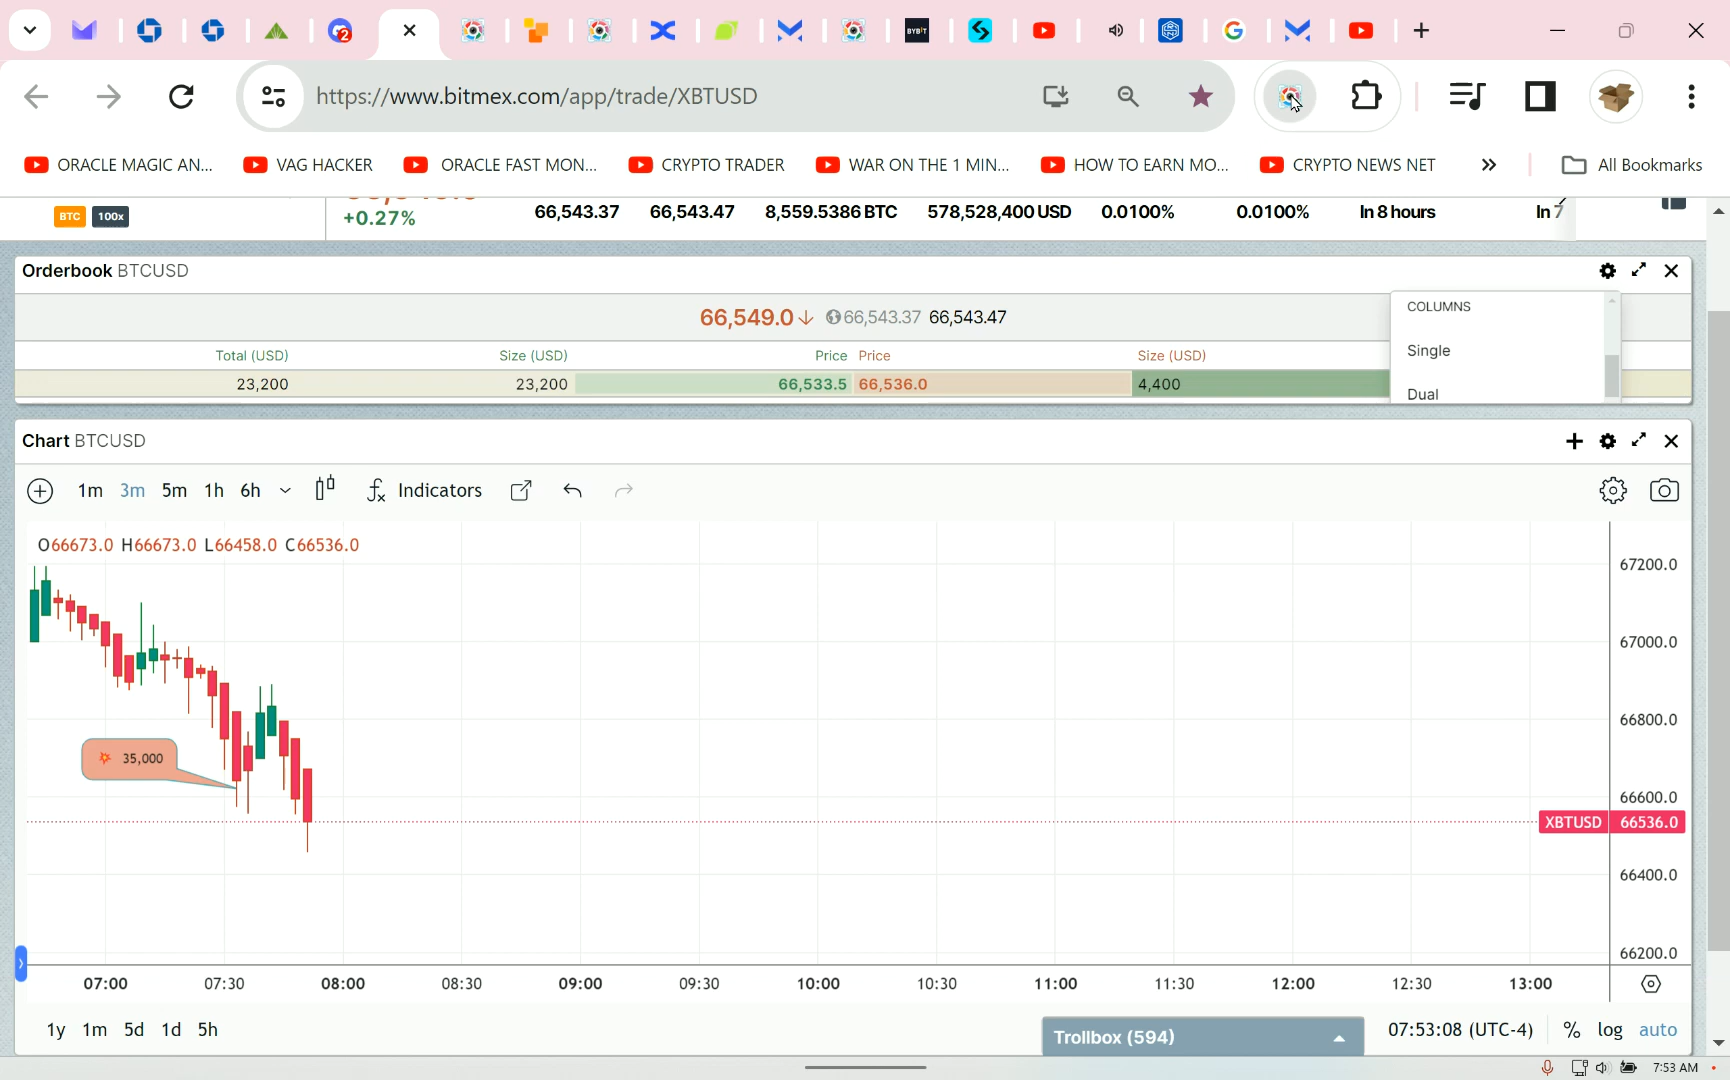 https://www.bitmex.com/app/trade/XBTUSD
ORACLE MAGIC AN... VAG HACKER ORACLE FAST MON... CRYPTO TRADER WAR ON THE 1 MIN... HOW TO EARN MO... CRYPTO NEWS NET » All Bookmarks
BTC 100x +0.27% 66,543.37 66,543.47 8,559.5386 BTC 578,528,400 USD 0.0100% 0.0100% In 8 hours In 7
Orderbook BTCUSD
66,549.0↓ 66,543.37 66,543.47
COLUMNS
Single
Dual
Total (USD) Size (USD) Price Price Size (USD)
23,200 23,200 66,533.5 66,536.0 4,400
Chart BTCUSD
1m 3m 5m 1h 6h Indicators
O66673.0 H66673.0 L66458.0 C66536.0
67200.0
67000.0
66800.0
35,000
66600.0
XBTUSD 66536.0
66400.0
66200.0
07:00 07:30 08:00 08:30 09:00 09:30 10:00 10:30 11:00 11:30 12:00 12:30 13:00
1y 1m 5d 1d 5h Trollbox (594) 07:53:08 (UTC-4) % log auto
7:53 AM